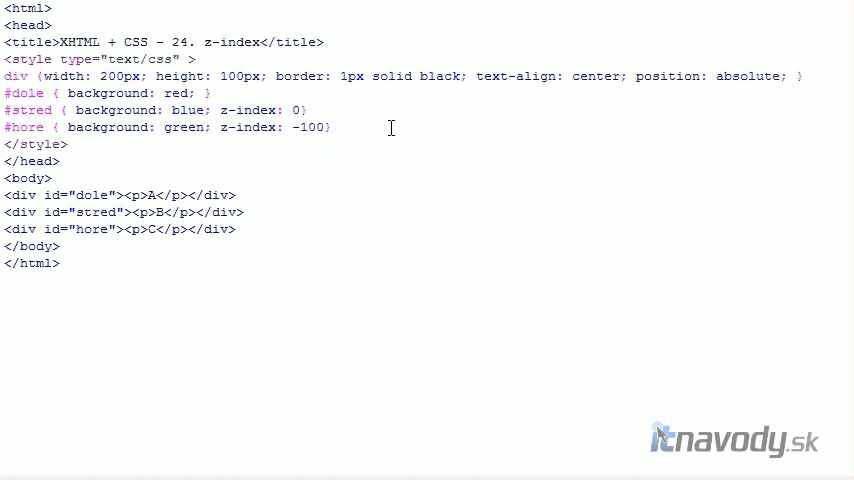 <html>
<head>
<title>XHTML + CSS - 24. z-index</title>
<style type="text/css" >
div {width: 200px; height: 100px; border: 1px solid black; text-align: center; position: absolute; }
#dole { background: red; }
#stred { background: blue; z-index: 0}
#hore { background: green; z-index: -100}
</style>
</head>
<body>
<div id="dole"><p>A</p></div>
<div id="stred"><p>B</p></div>
<div id="hore"><p>C</p></div>
</body>
</html>
itnavody.sk